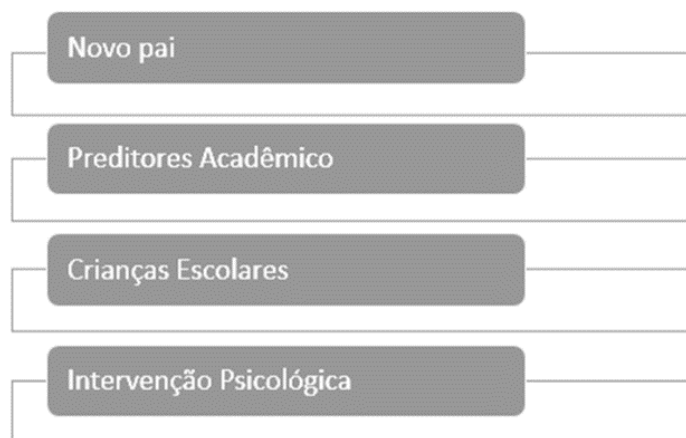 Novo pai
Preditores Acadêmico
Crianças Escolares
Intervenção Psicológica